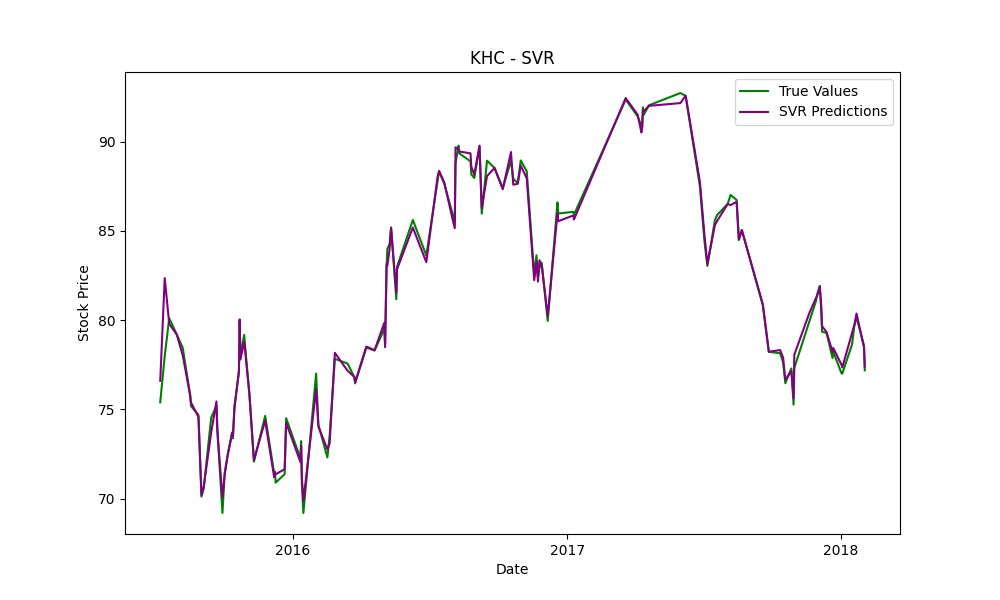 KHC - SVR
True Values
SVR Predictions
Stock Price
90
85
80
75
70
2016 2017 2018
Date